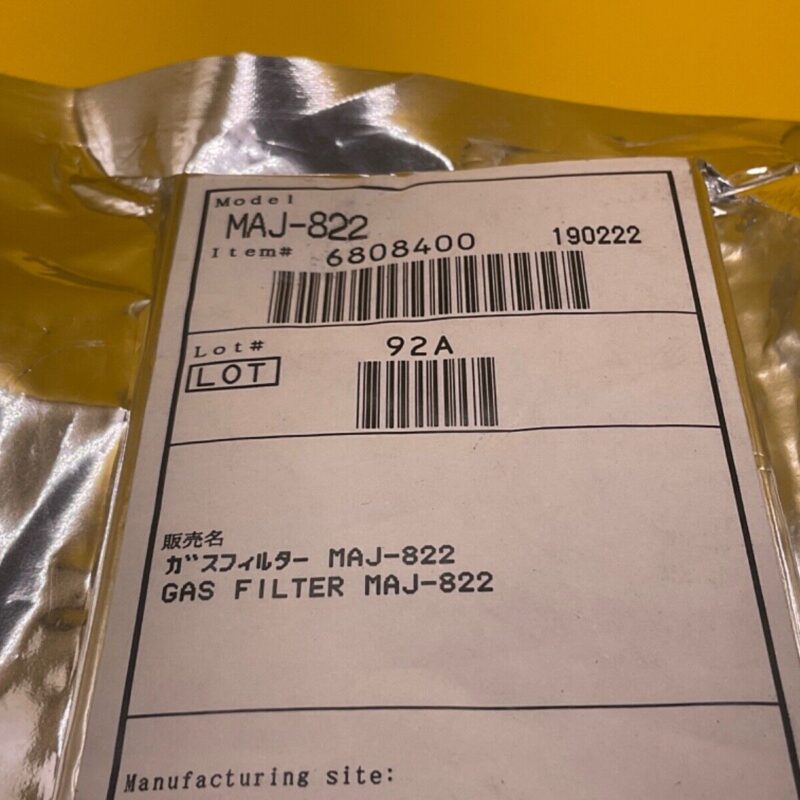 Model
MAJ-822
Item# 6808400 190222
Lot# 92A
LOT
販売名
ガスフィルター MAJ-822
GAS FILTER MAJ-822
Manufacturing site: